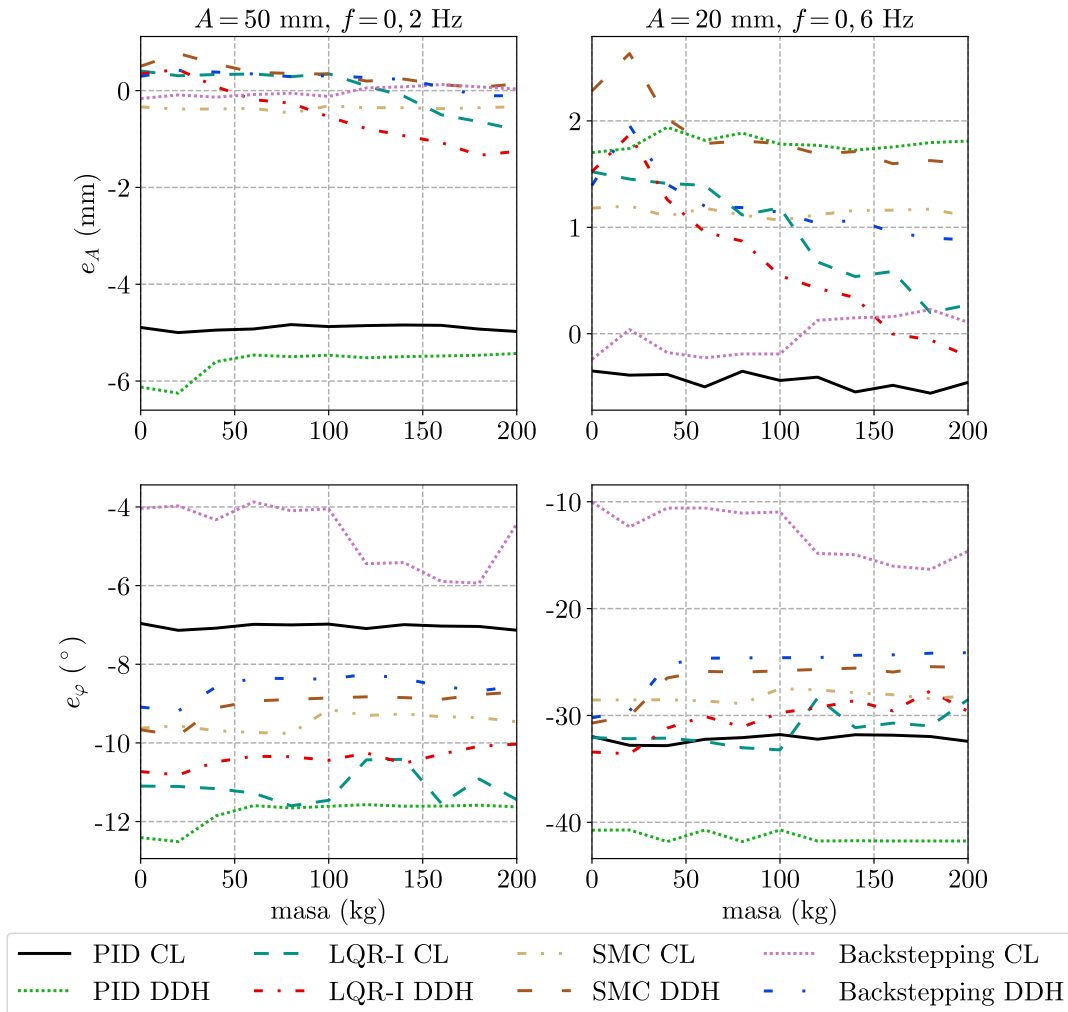 A = 50 mm, f = 0, 2 Hz
A = 20 mm, f = 0, 6 Hz
e_A (mm)
0
-2
-4
-6
0 50 100 150 200
2
1
0
0 50 100 150 200
e_φ (°)
-4
-6
-8
-10
-12
0 50 100 150 200
masa (kg)
-10
-20
-30
-40
0 50 100 150 200
masa (kg)
PID CL LQR-I CL SMC CL Backstepping CL
PID DDH LQR-I DDH SMC DDH Backstepping DDH